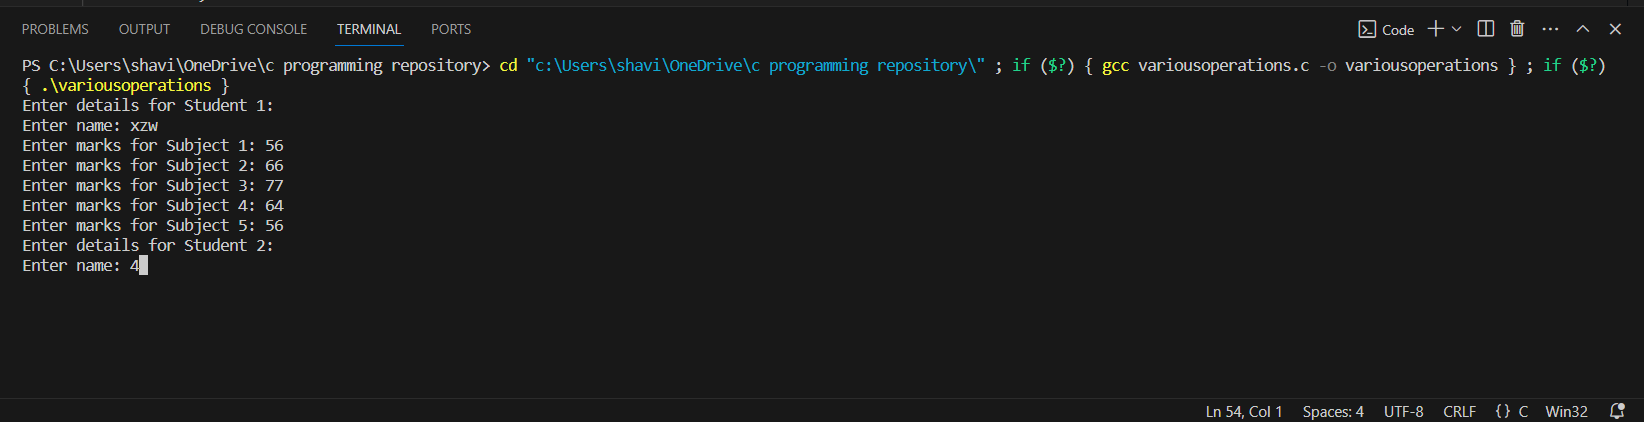 PROBLEMS OUTPUT DEBUG CONSOLE TERMINAL PORTS Code
PS C:\Users\shavi\OneDrive\c programming repository> cd "c:\Users\shavi\OneDrive\c programming repository\" ; if ($?) { gcc variousoperations.c -o variousoperations } ; if ($?)
{ .\variousoperations }
Enter details for Student 1:
Enter name: xzw
Enter marks for Subject 1: 56
Enter marks for Subject 2: 66
Enter marks for Subject 3: 77
Enter marks for Subject 4: 64
Enter marks for Subject 5: 56
Enter details for Student 2:
Enter name: 4
Ln 54, Col 1 Spaces: 4 UTF-8 CRLF {} C Win32